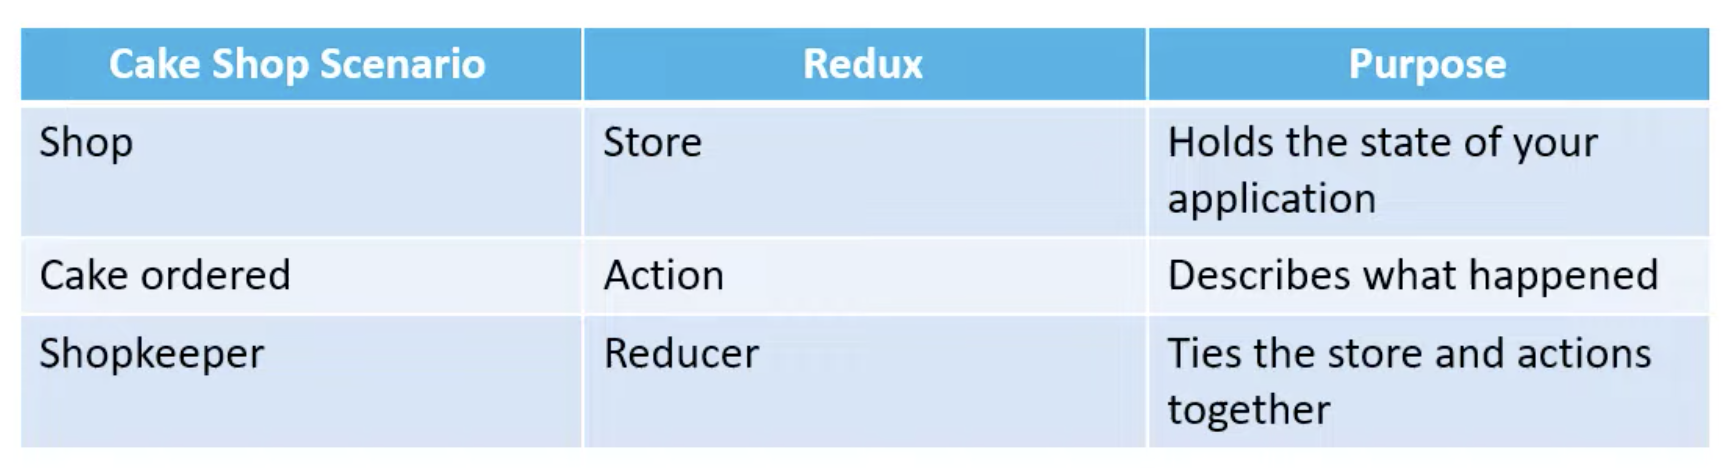 Cake Shop Scenario
Redux
Purpose
Shop
Store
Holds the state of your
application
Cake ordered
Action
Describes what happened
Shopkeeper
Reducer
Ties the store and actions
together